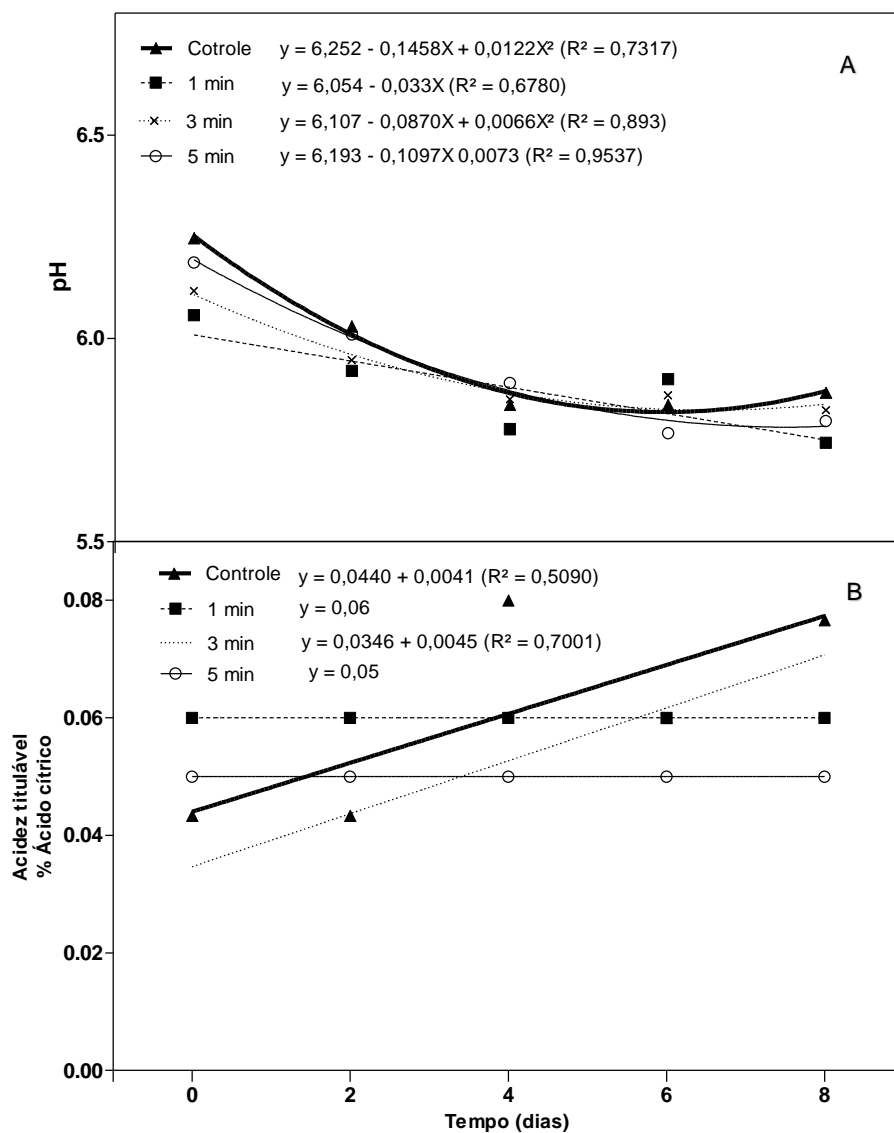 Cotrole y = 6,252 - 0,1458X + 0,0122X² (R² = 0,7317)
A
1 min y = 6,054 - 0,033X (R² = 0,6780)
3 min y = 6,107 - 0,0870X + 0,0066X² (R² = 0,893)
5 min y = 6,193 - 0,1097X 0,0073 (R² = 0,9537)
6.5
pH
6.0
5.5
Controle y = 0,0440 + 0,0041 (R² = 0,5090)
B
0.08
1 min y = 0,06
3 min y = 0,0346 + 0,0045 (R² = 0,7001)
5 min y = 0,05
0.06
Acidez titulável
% Ácido cítrico
0.04
0.02
0.00
0 2 4 6 8
Tempo (dias)